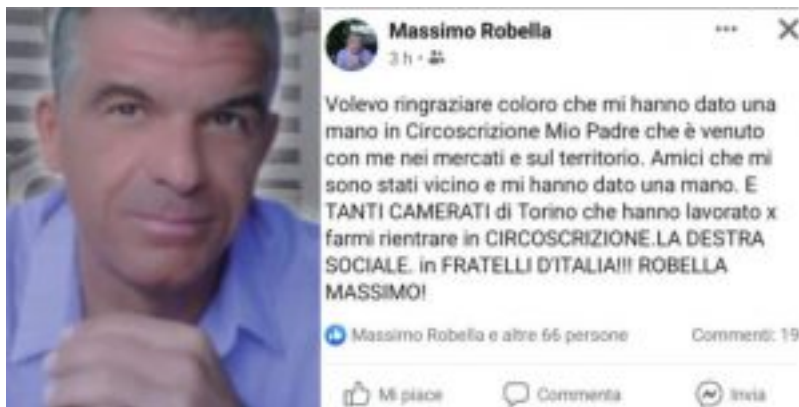 Massimo Robella
3 h
Volevo ringraziare coloro che mi hanno dato una
mano in Circoscrizione Mio Padre che è venuto
con me nei mercati e sul territorio. Amici che mi
sono stati vicino e mi hanno dato una mano. E
TANTI CAMERATI di Torino che hanno lavorato x
farmi rientrare in CIRCOSCRIZIONE.LA DESTRA
SOCIALE. in FRATELLI D'ITALIA!!! ROBELLA
MASSIMO!
Massimo Robella e altre 66 persone Commenti: 19
Mi piace Commenta Invia